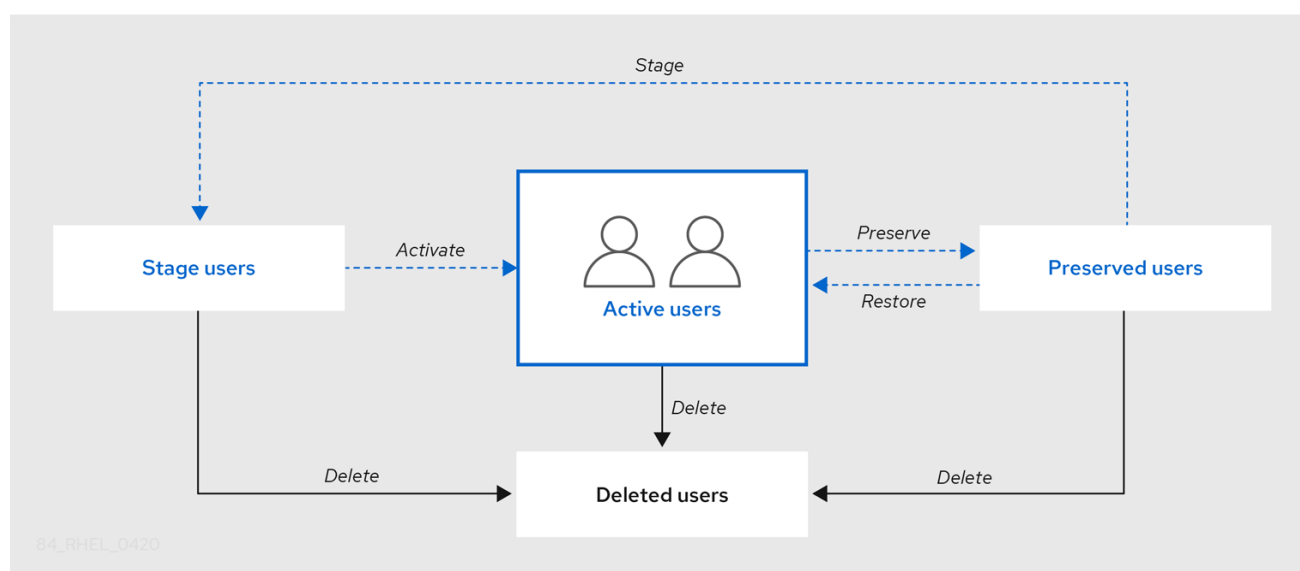 Stage
Preserve
Activate
Stage users
Preserved users
Restore
Active users
Delete
Delete
Delete
Deleted users
84_RHEL_0420